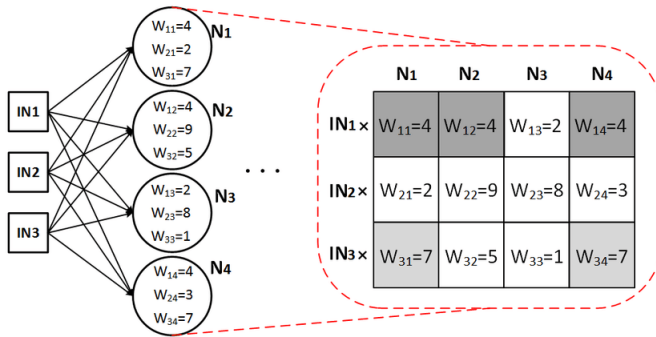 W₁₁=4
W₂₁=2
W₃₁=7
N1
IN1
IN2
IN3
W₁₂=4
W₂₂=9
W₃₂=5
N2
W₁₃=2
W₂₃=8
W₃₃=1
N3
W₁₄=4
W₂₄=3
W₃₄=7
N4
. . .
N₁ N₂ N₃ N₄
IN₁× W₁₁=4 W₁₂=4 W₁₃=2 W₁₄=4
IN₂× W₂₁=2 W₂₂=9 W₂₃=8 W₂₄=3
IN₃× W₃₁=7 W₃₂=5 W₃₃=1 W₃₄=7